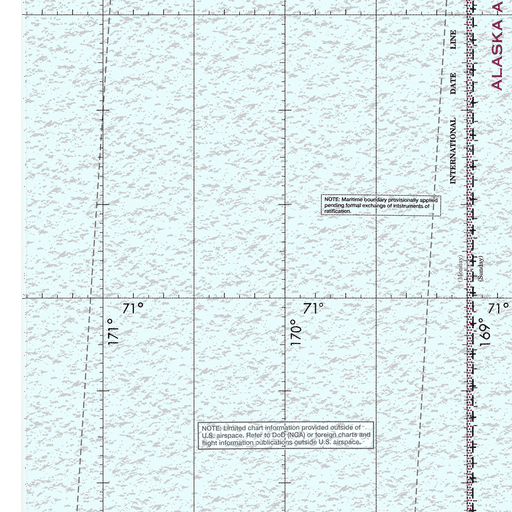 ALASKA A
INTERNATIONAL DATE LINE
NOTE: Maritime boundary provisionally applied
pending formal exchange of intstruments of
ratification.
(Monday)
(Sunday)
71°
71°
71°
171°
170°
169°
NOTE: Limited chart information provided outside of
U.S. airspace. Refer to DoD (NGA) or foreign charts and
flight information publications outside U.S. airspace.